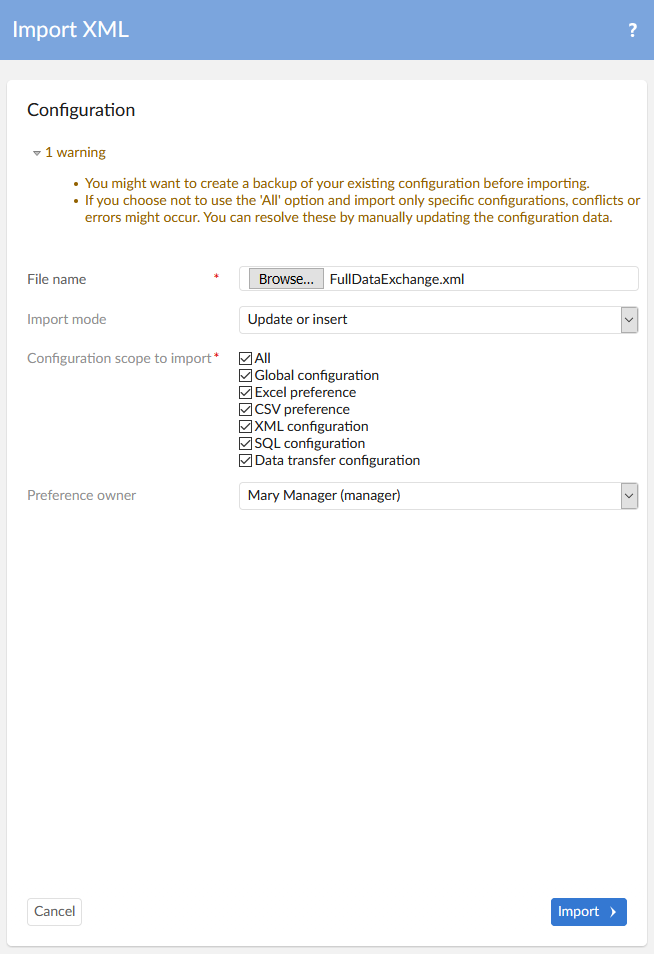 Import XML ?
Configuration
1 warning
• You might want to create a backup of your existing configuration before importing.
• If you choose not to use the 'All' option and import only specific configurations, conflicts or
errors might occur. You can resolve these by manually updating the configuration data.
File name * Browse... FullDataExchange.xml
Import mode Update or insert
Configuration scope to import* All
Global configuration
Excel preference
CSV preference
XML configuration
SQL configuration
Data transfer configuration
Preference owner Mary Manager (manager)
Cancel Import